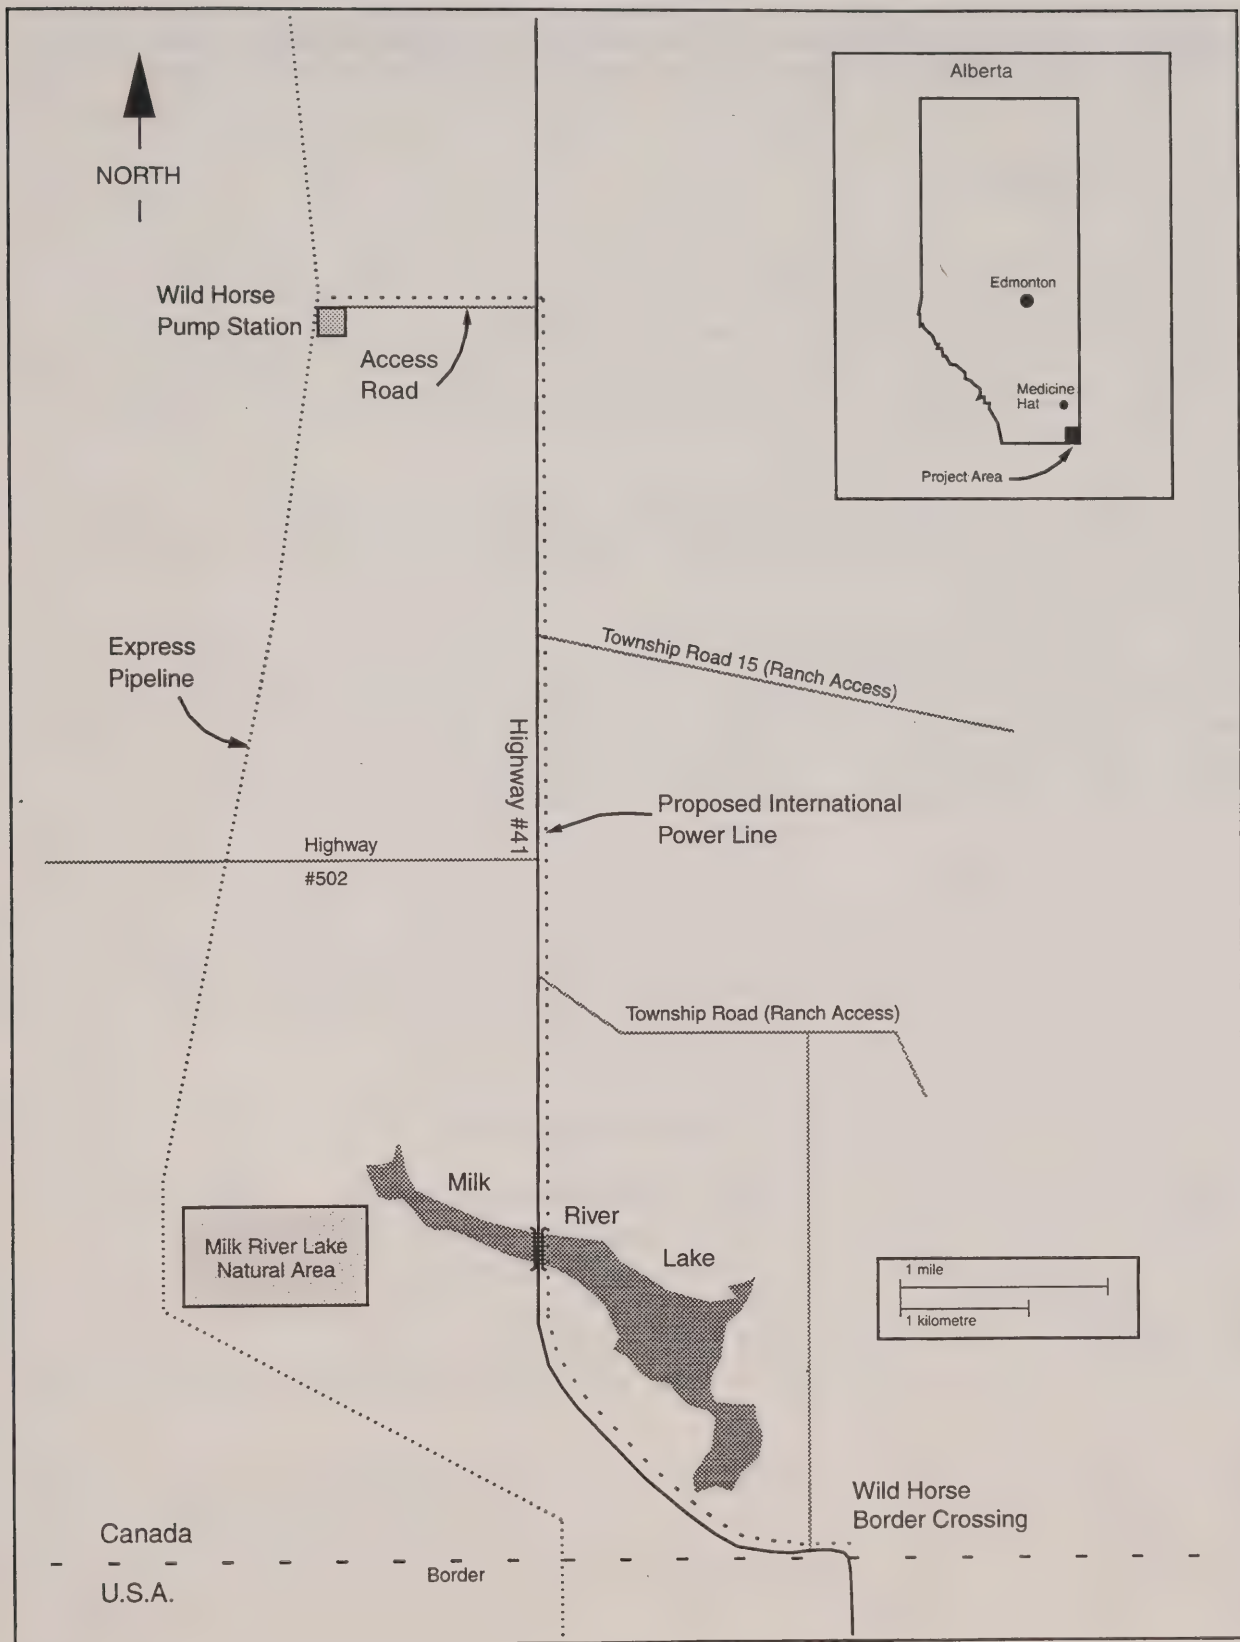 Alberta
NORTH
Edmonton
Wild Horse
Pump Station
Access
Road
Medicine
Hat
Project Area
Township Road 15 (Ranch Access)
Express
Pipeline
Highway #41
Proposed International
Power Line
Highway
#502
Township Road (Ranch Access)
Milk
River
Lake
Milk River Lake
Natural Area
1 mile
1 kilometre
Wild Horse
Border Crossing
Canada
Border
U.S.A.